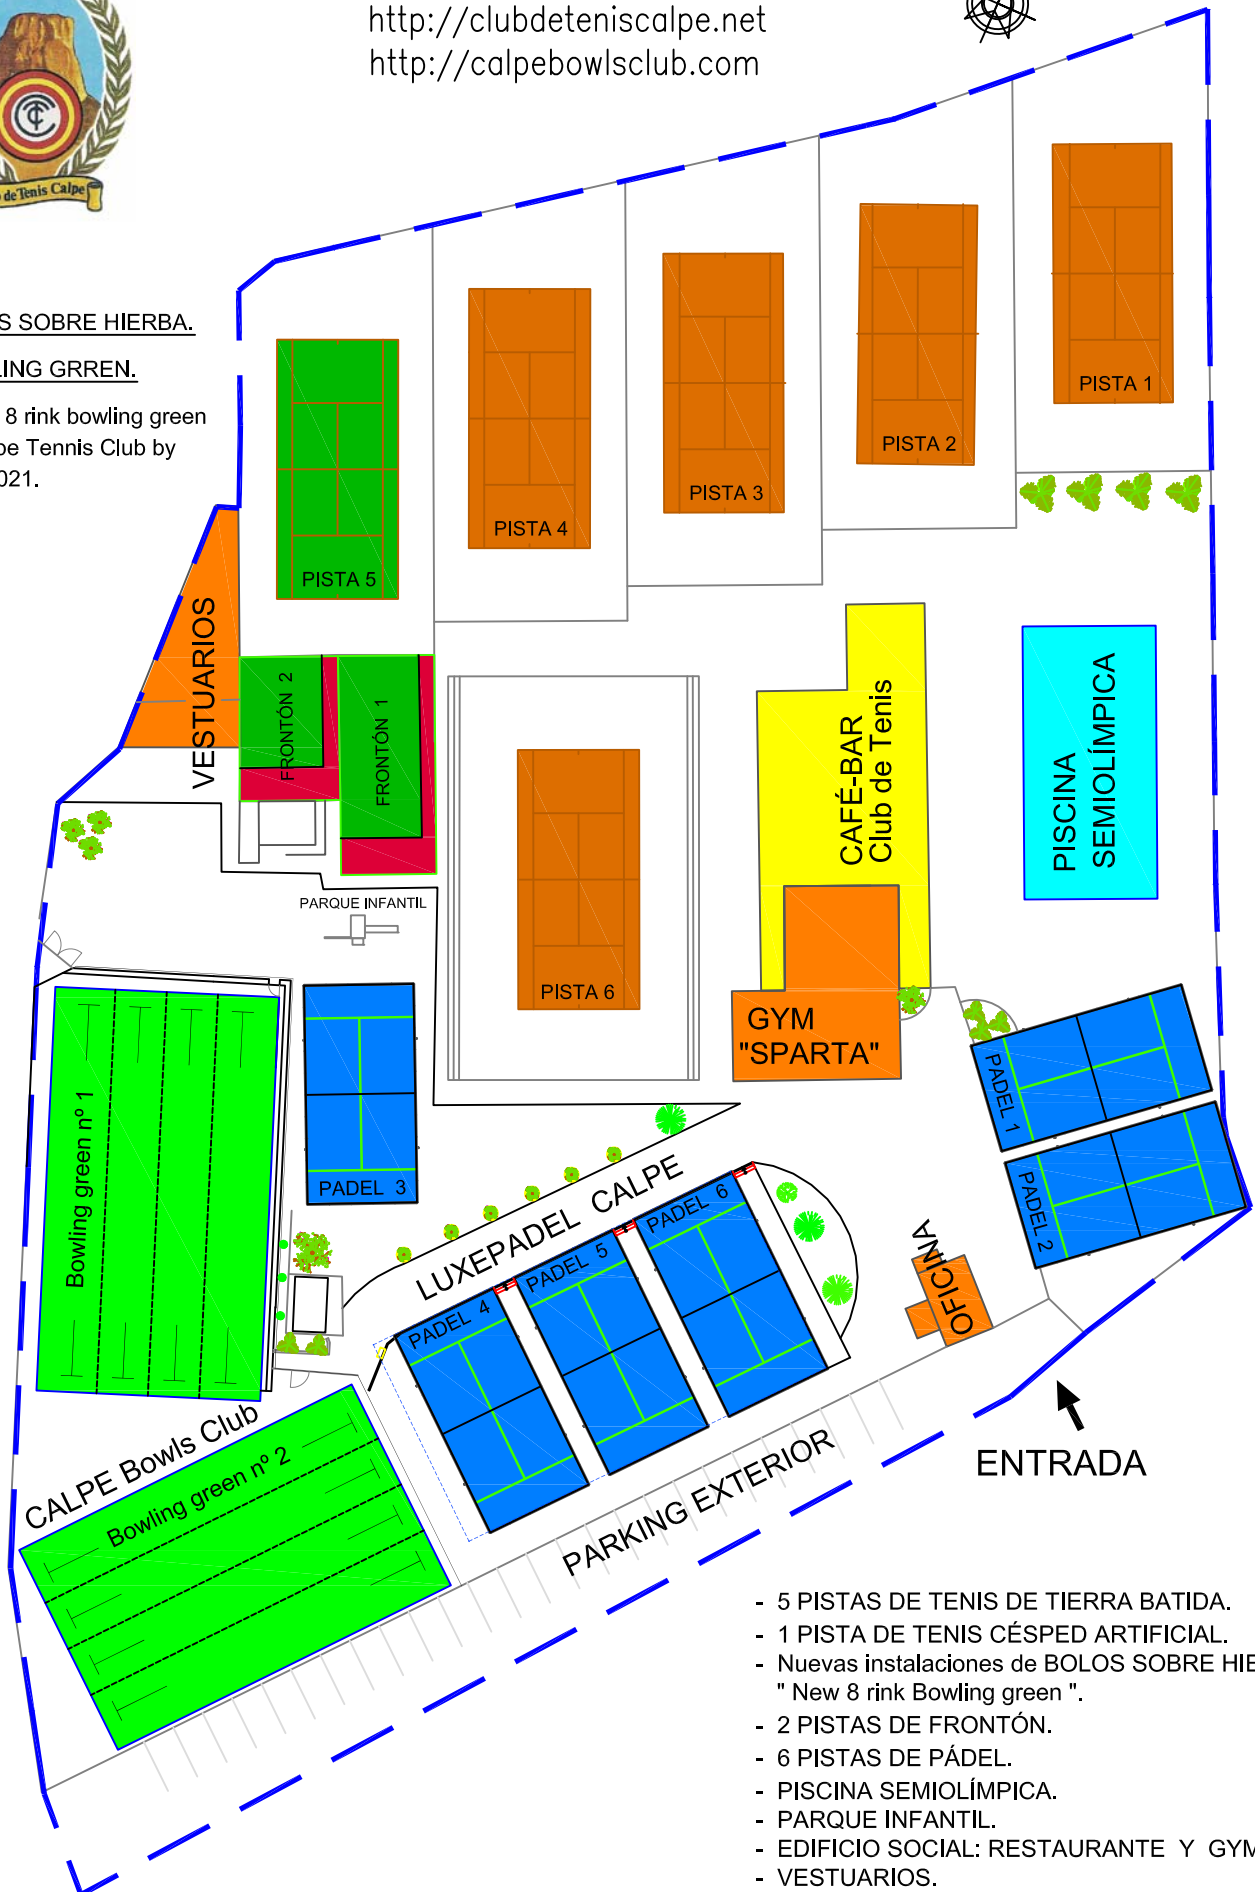 http://clubdeteniscalpe.net
http://calpebowlsclub.com
de Tenis Calpe
S SOBRE HIERBA.
LING GRREN.
8 rink bowling green
pe Tennis Club by
021.
PISTA 1
PISTA 2
PISTA 3
PISTA 4
PISTA 5
VESTUARIOS
FRONTÓN 2
FRONTÓN 1
CAFÉ-BAR
Club de Tenis
PISCINA
SEMIOLÍMPICA
PARQUE INFANTIL
PISTA 6
GYM
"SPARTA"
PADEL 1
PADEL 2
Bowling green nº 1
PADEL 3
LUXEPADEL CALPE
PADEL 4
PADEL 5
PADEL 6
OFICINA
CALPE Bowls Club
Bowling green nº 2
PARKING EXTERIOR
ENTRADA
- 5 PISTAS DE TENIS DE TIERRA BATIDA.
- 1 PISTA DE TENIS CÉSPED ARTIFICIAL.
- Nuevas instalaciones de BOLOS SOBRE HIE
" New 8 rink Bowling green ".
- 2 PISTAS DE FRONTÓN.
- 6 PISTAS DE PÁDEL.
- PISCINA SEMIOLÍMPICA.
- PARQUE INFANTIL.
- EDIFICIO SOCIAL: RESTAURANTE Y GYM
- VESTUARIOS.